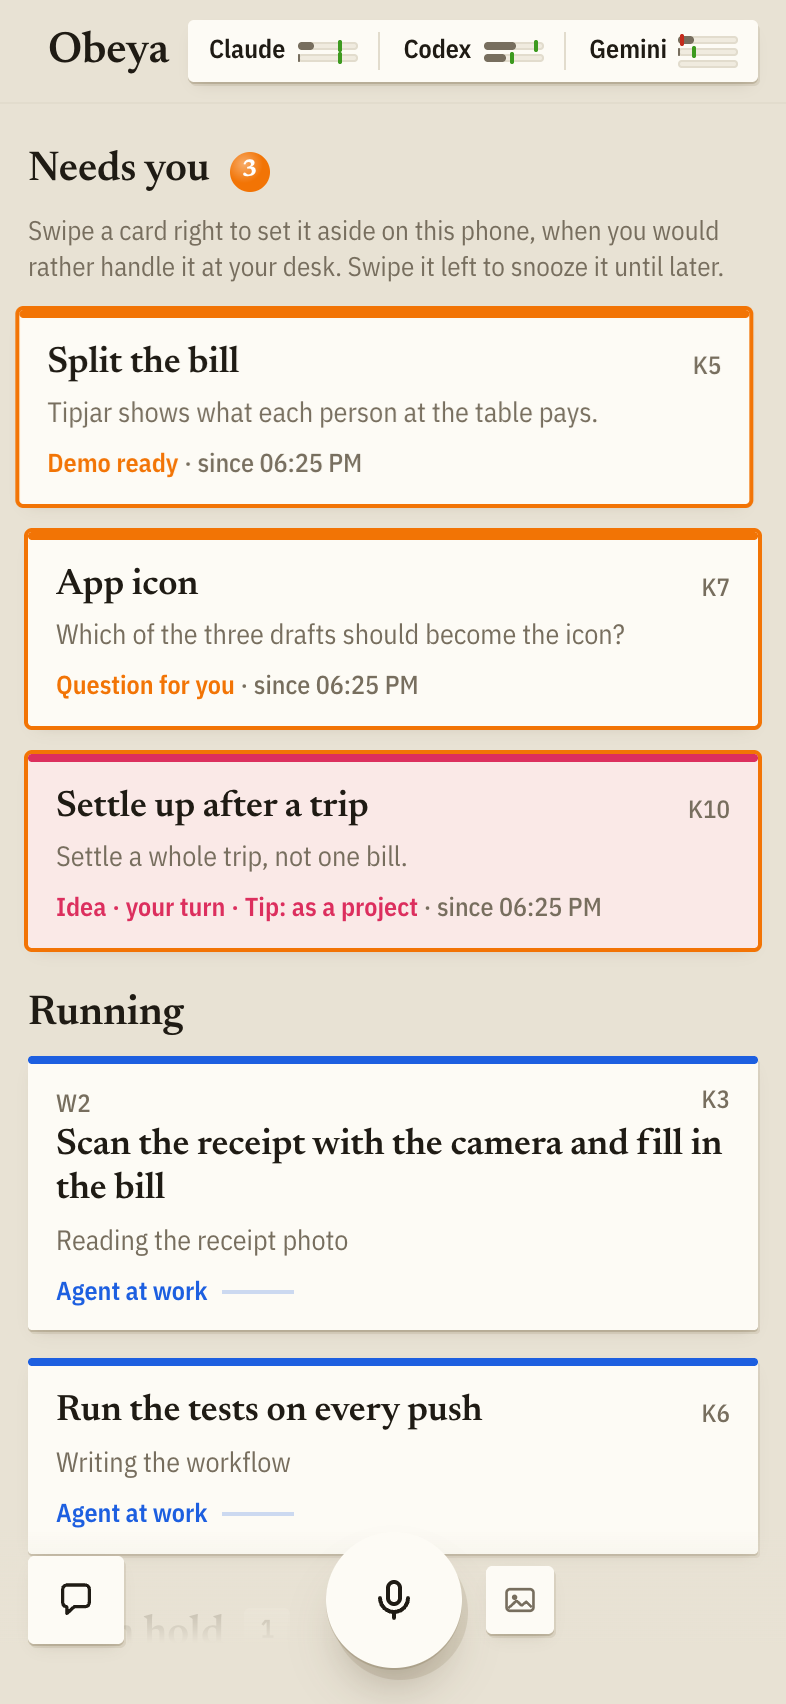 Obeya
Claude
Codex
Gemini
Needs you 3
Swipe a card right to set it aside on this phone, when you would
rather handle it at your desk. Swipe it left to snooze it until later.
Split the bill
K5
Tipjar shows what each person at the table pays.
Demo ready · since 06:25 PM
App icon
K7
Which of the three drafts should become the icon?
Question for you · since 06:25 PM
Settle up after a trip
K10
Settle a whole trip, not one bill.
Idea · your turn · Tip: as a project · since 06:25 PM
Running
W2
K3
Scan the receipt with the camera and fill in
the bill
Reading the receipt photo
Agent at work
Run the tests on every push
K6
Writing the workflow
Agent at work
hold 1